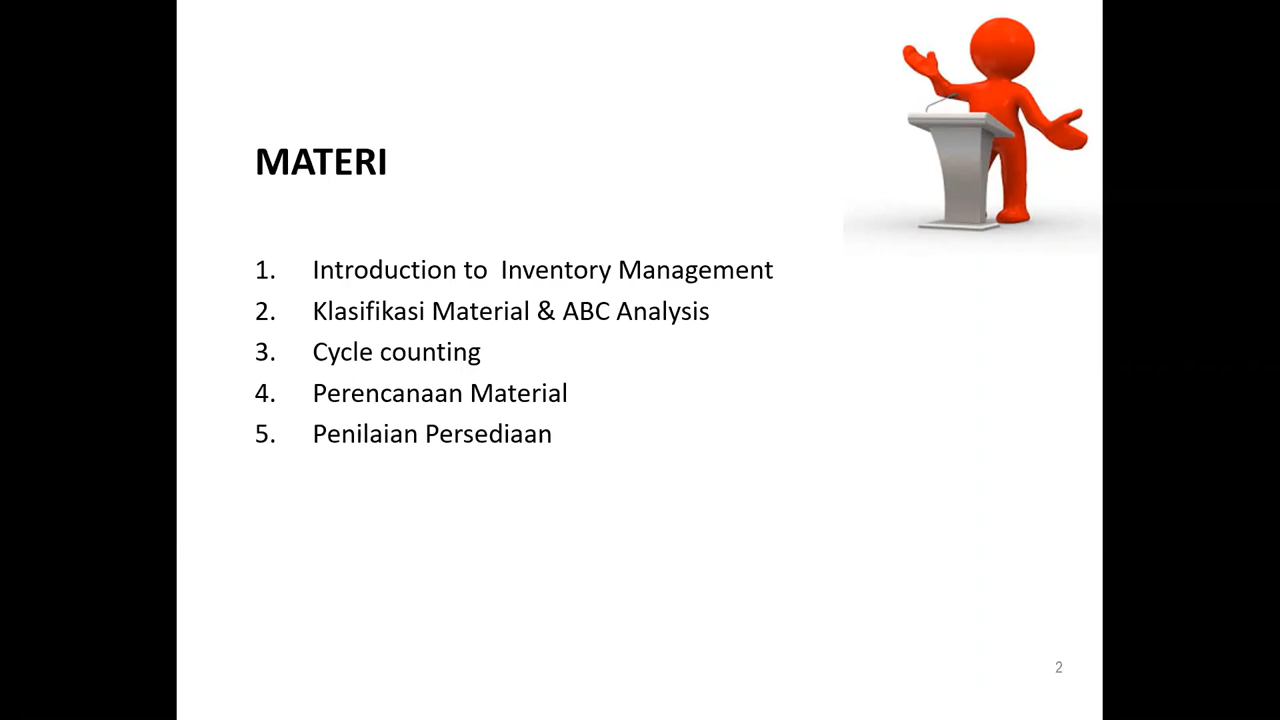 MATERI
1. Introduction to  Inventory Management
2. Klasifikasi Material & ABC Analysis
3. Cycle counting
4. Perencanaan Material
5. Penilaian Persediaan
2